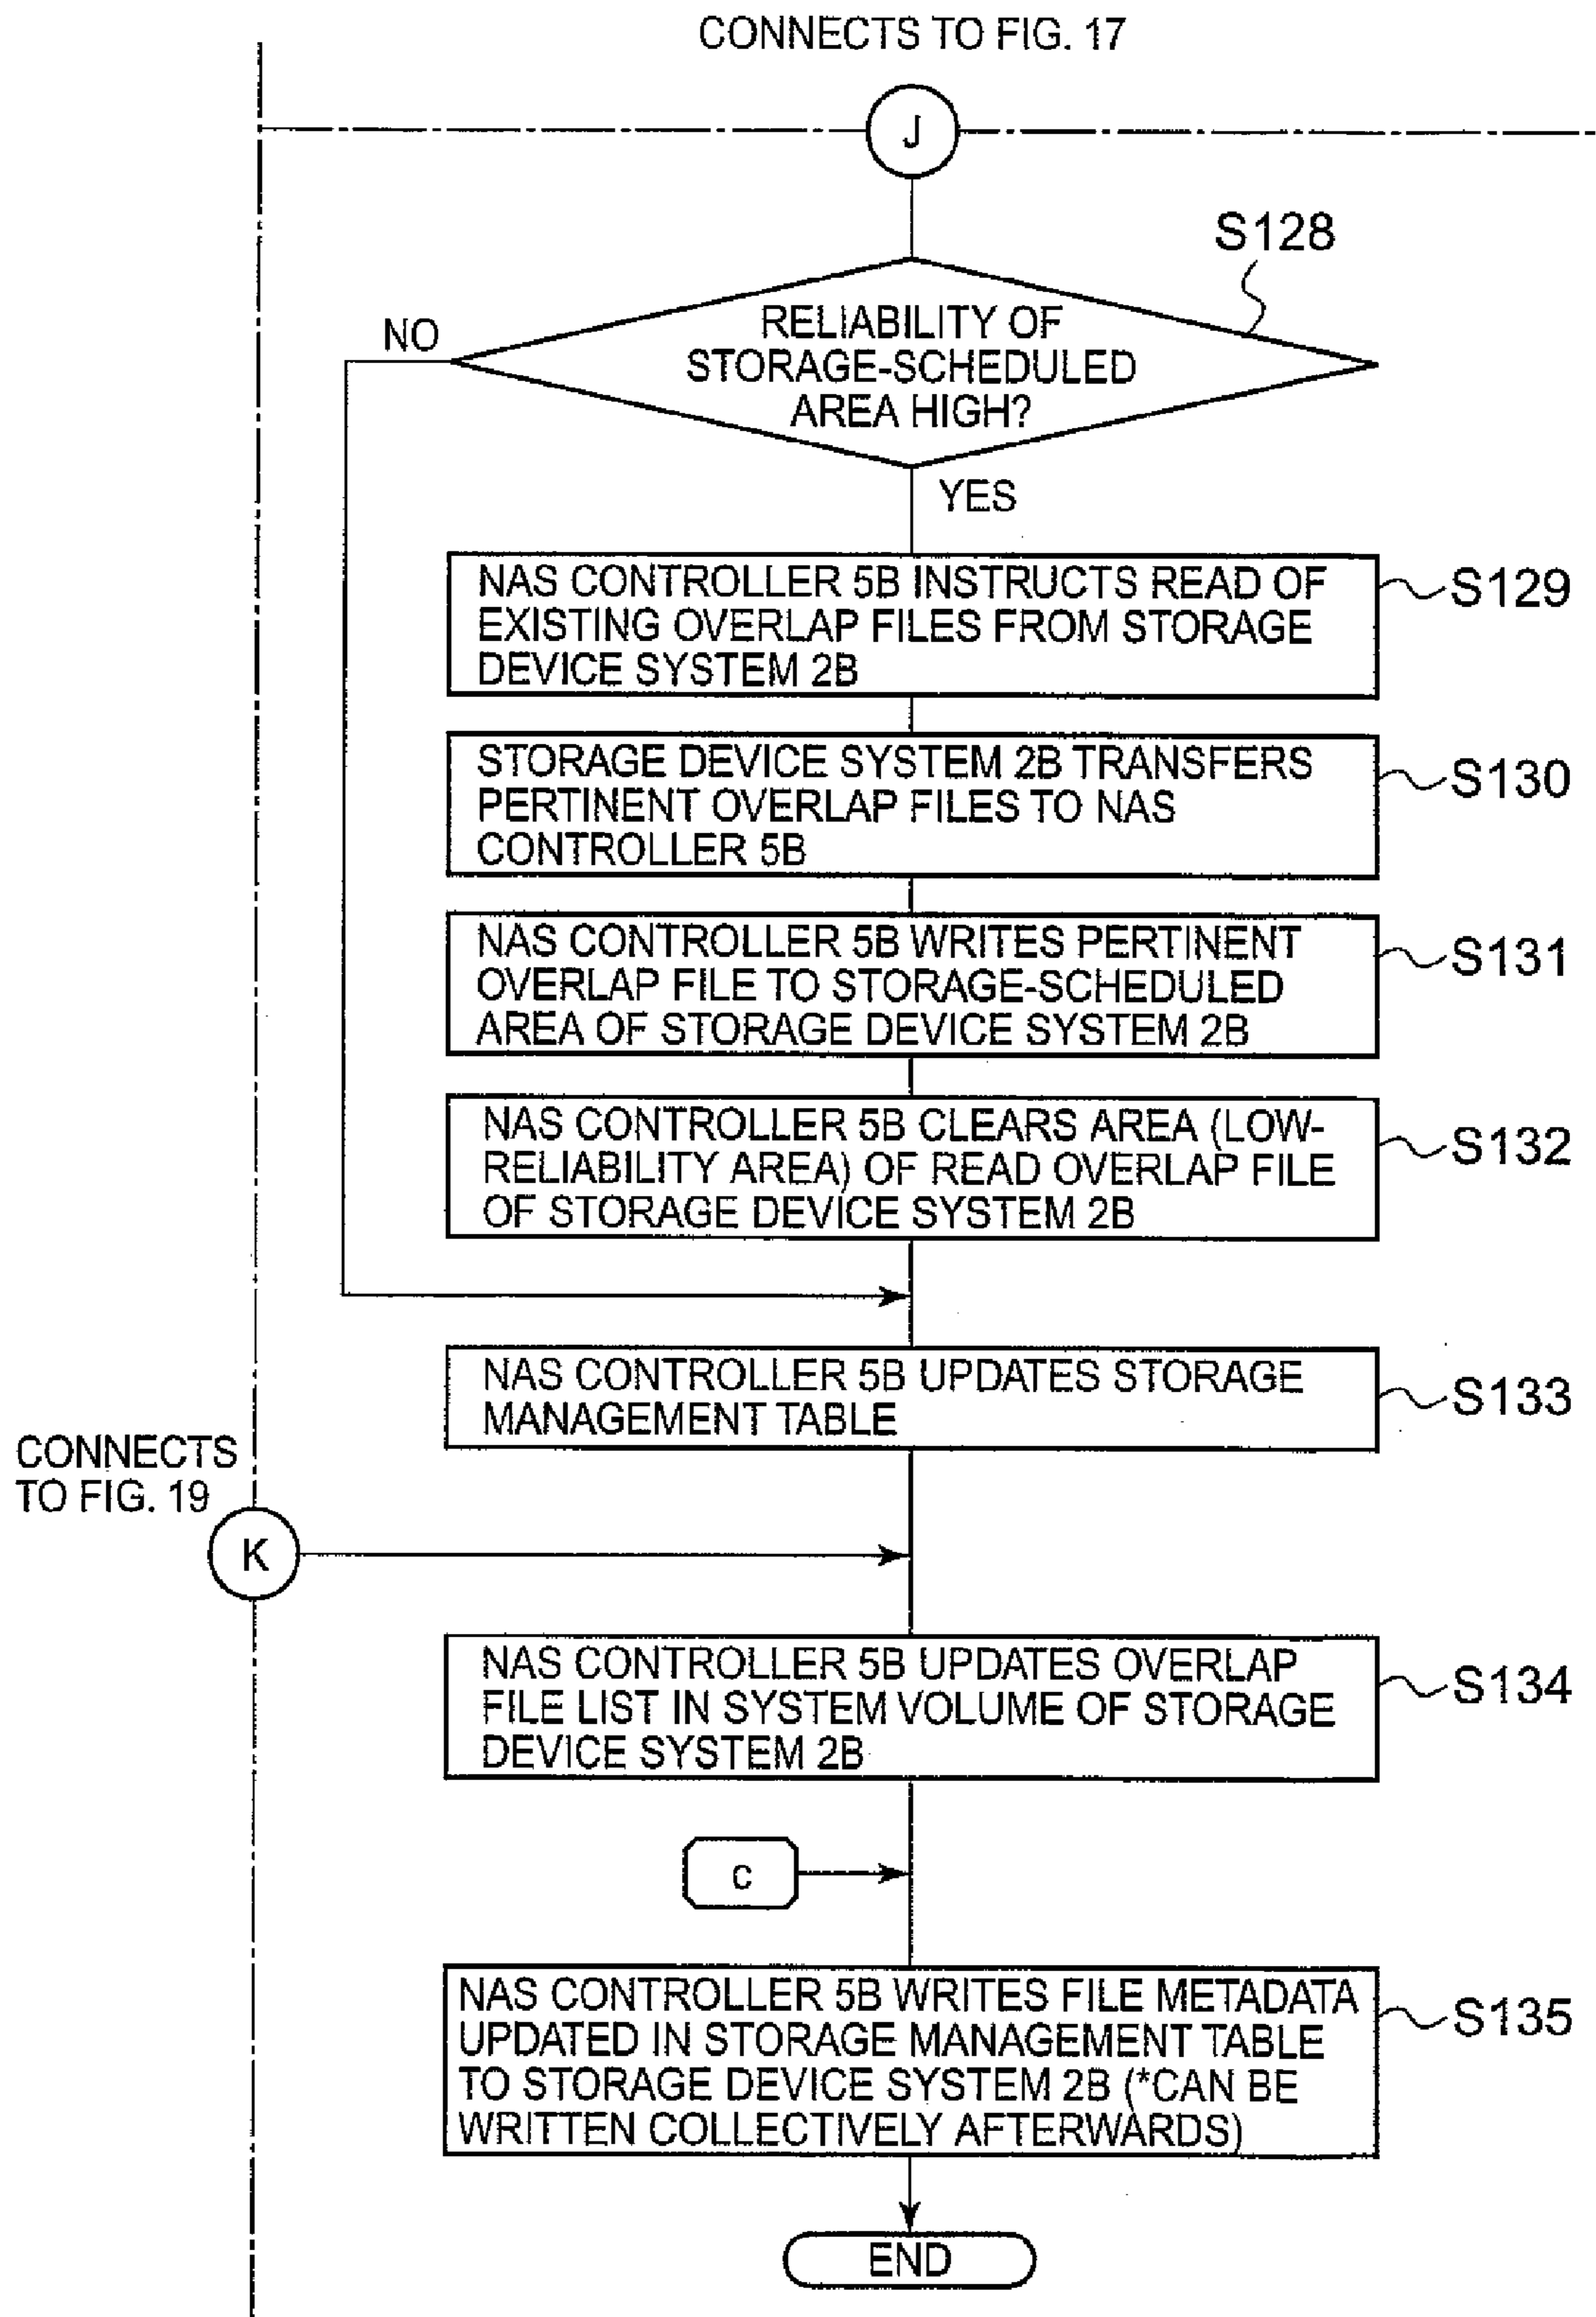 CONNECTS TO FIG. 17
J
S128
NO
RELIABILITY OF
STORAGE-SCHEDULED
AREA HIGH?
YES
NAS CONTROLLER 5B INSTRUCTS READ OF
EXISTING OVERLAP FILES FROM STORAGE
DEVICE SYSTEM 2B
S129
STORAGE DEVICE SYSTEM 2B TRANSFERS
PERTINENT OVERLAP FILES TO NAS
CONTROLLER 5B
S130
NAS CONTROLLER 5B WRITES PERTINENT
OVERLAP FILE TO STORAGE-SCHEDULED
AREA OF STORAGE DEVICE SYSTEM 2B
S131
NAS CONTROLLER 5B CLEARS AREA (LOW-
RELIABILITY AREA) OF READ OVERLAP FILE
OF STORAGE DEVICE SYSTEM 2B
S132
NAS CONTROLLER 5B UPDATES STORAGE
MANAGEMENT TABLE
S133
CONNECTS
TO FIG. 19
K
NAS CONTROLLER 5B UPDATES OVERLAP
FILE LIST IN SYSTEM VOLUME OF STORAGE
DEVICE SYSTEM 2B
S134
c
NAS CONTROLLER 5B WRITES FILE METADATA
UPDATED IN STORAGE MANAGEMENT TABLE
TO STORAGE DEVICE SYSTEM 2B (*CAN BE
WRITTEN COLLECTIVELY AFTERWARDS)
S135
END